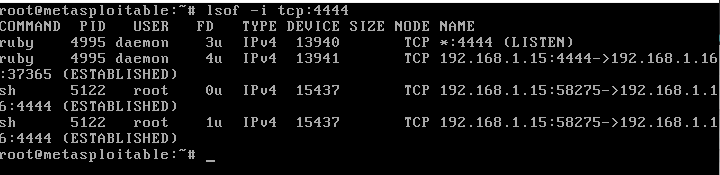 root@metasploitable:~# lsof -i tcp:4444
COMMAND  PID   USER   FD   TYPE DEVICE SIZE NODE NAME
ruby    4995 daemon    3u  IPv4  13940       TCP *:4444 (LISTEN)
ruby    4995 daemon    4u  IPv4  13941       TCP 192.168.1.15:4444->192.168.1.16
:37365 (ESTABLISHED)
sh      5122   root    0u  IPv4  15437       TCP 192.168.1.15:58275->192.168.1.1
6:4444 (ESTABLISHED)
sh      5122   root    1u  IPv4  15437       TCP 192.168.1.15:58275->192.168.1.1
6:4444 (ESTABLISHED)
root@metasploitable:~# _